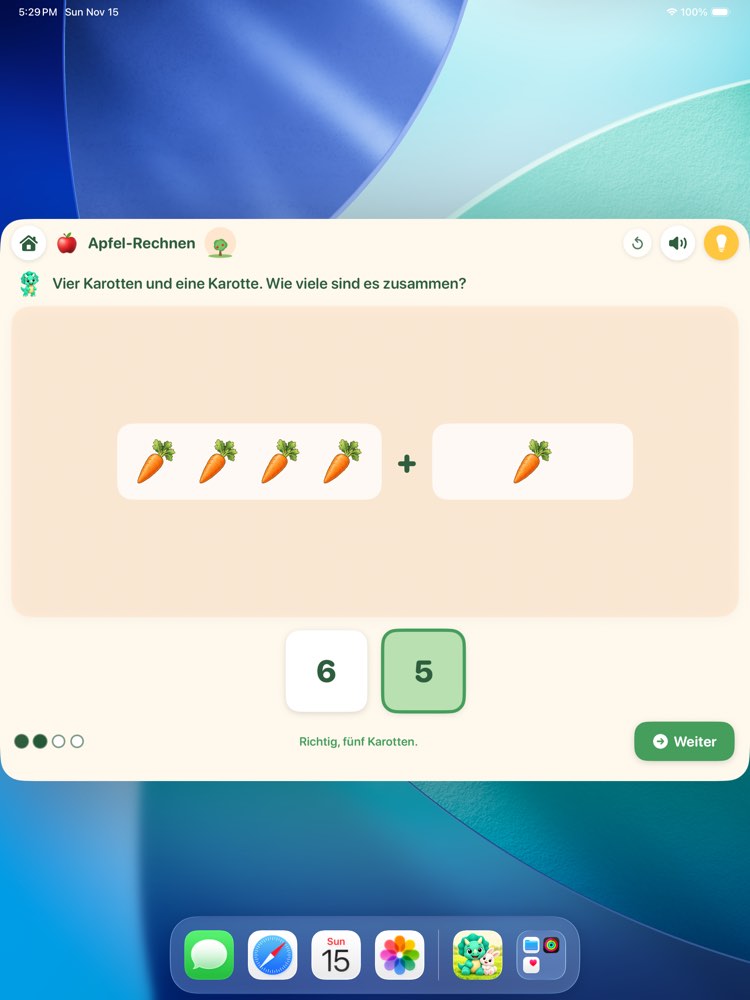 5:29 PM Sun Nov 15
100%
Apfel-Rechnen
Vier Karotten und eine Karotte. Wie viele sind es zusammen?
+
6
5
Richtig, fünf Karotten.
Weiter
Sun
15